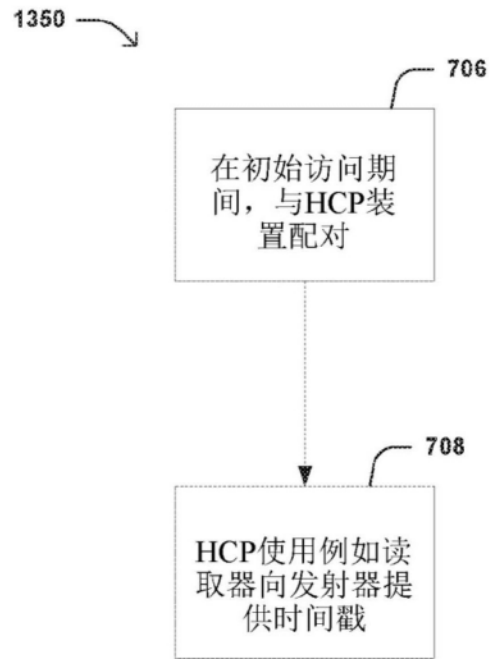 1350
706
在初始访问期
间，与HCP装
置配对
708
HCP使用例如读
取器向发射器提
供时间戳